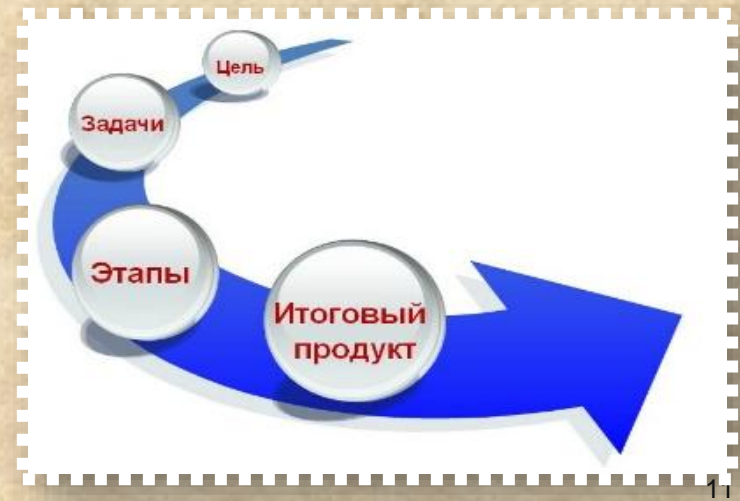 Цель
Задачи
Этапы
Итоговый
продукт
11